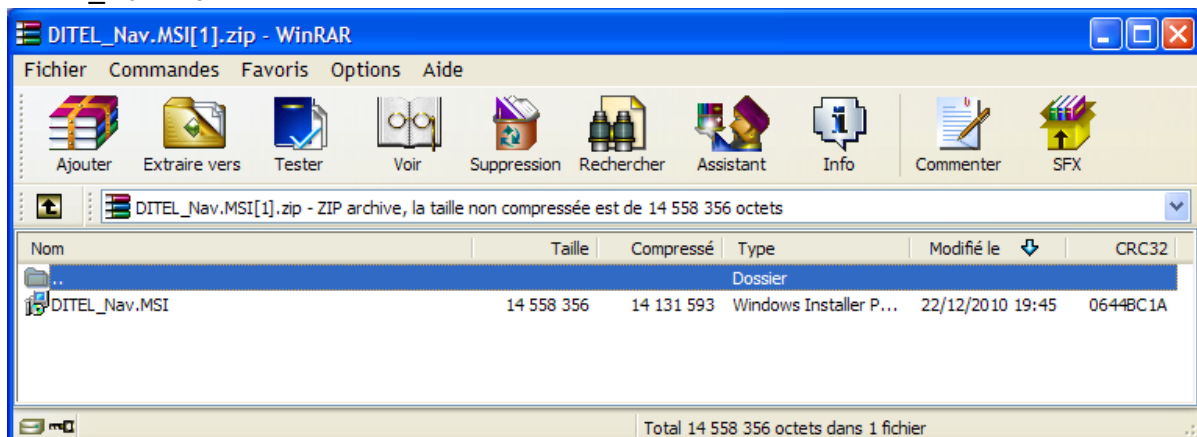 DITEL_Nav.MSI[1].zip - WinRAR
Fichier Commandes Favoris Options Aide
Ajouter Extraire vers Tester Voir Suppression Rechercher Assistant Info Commenter SFX
DITEL_Nav.MSI[1].zip - ZIP archive, la taille non compressée est de 14 558 356 octets
Nom Taille Compressé Type Modifié le CRC32
.. Dossier
DITEL_Nav.MSI 14 558 356 14 131 593 Windows Installer P... 22/12/2010 19:45 0644BC1A
Total 14 558 356 octets dans 1 fichier